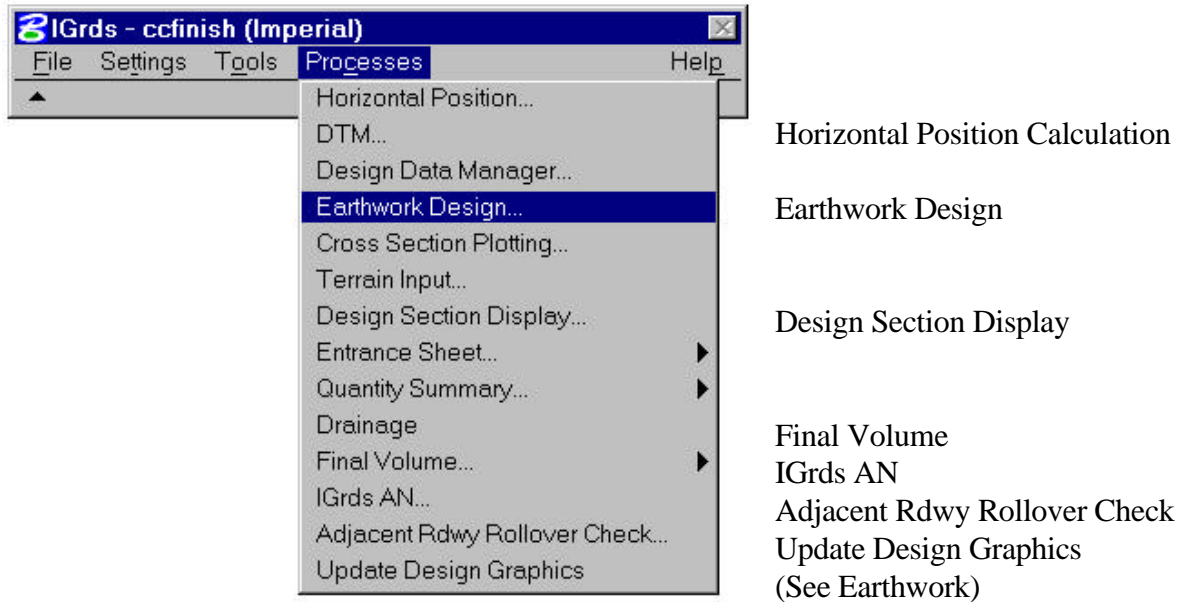 IGrds - ccfinish (Imperial)
File Settings Tools Processes Help
Horizontal Position...
DTM...
Design Data Manager...
Earthwork Design...
Cross Section Plotting...
Terrain Input...
Design Section Display...
Entrance Sheet...
Quantity Summary...
Drainage
Final Volume...
IGrds AN...
Adjacent Rdwy Rollover Check...
Update Design Graphics
Horizontal Position Calculation
Earthwork Design
Design Section Display
Final Volume
IGrds AN
Adjacent Rdwy Rollover Check
Update Design Graphics
(See Earthwork)